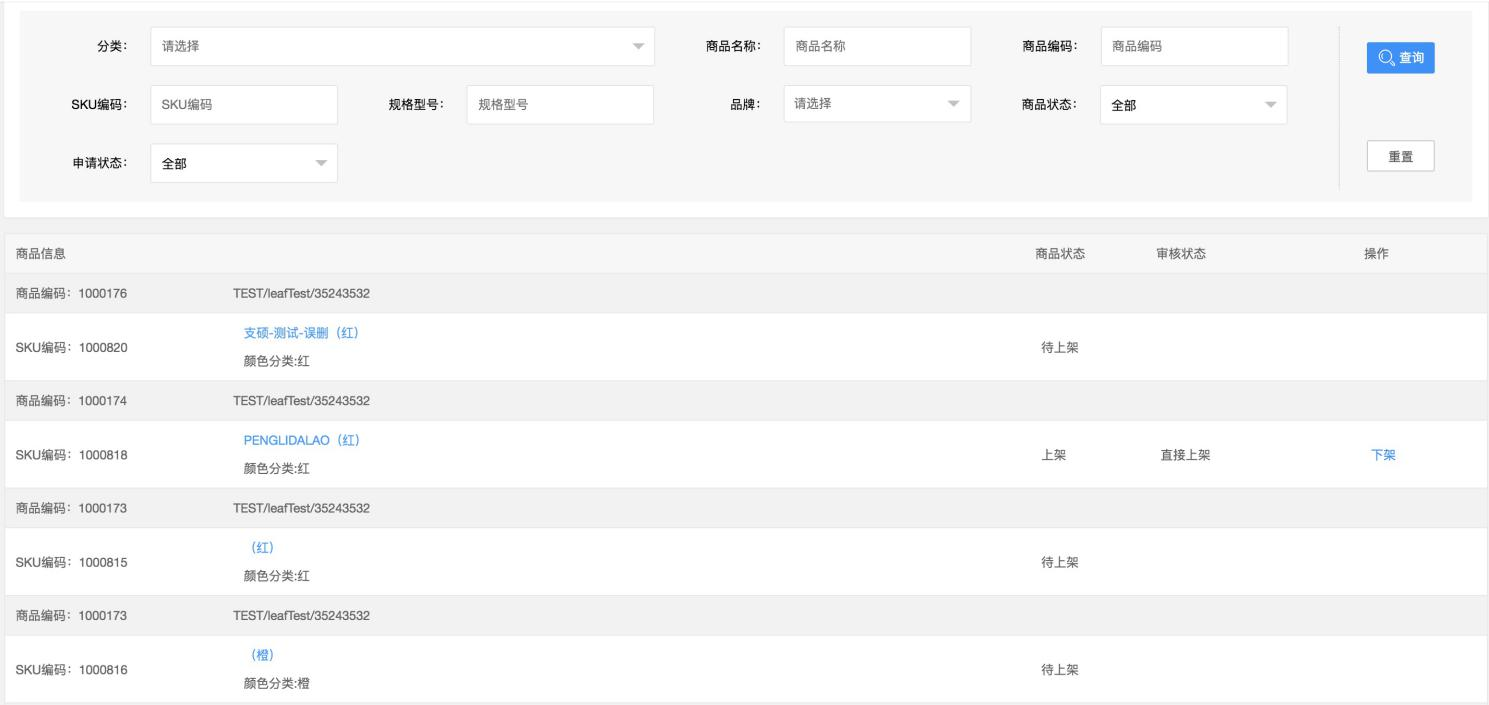 分类： 请选择 商品名称： 商品名称 商品编码： 商品编码 查询
SKU编码： SKU编码 规格型号： 规格型号 品牌： 请选择 商品状态： 全部
申请状态： 全部 重置
商品信息 商品状态 审核状态 操作
商品编码：1000176 TEST/leafTest/35243532
支硕-测试-误删（红）
SKU编码：1000820 待上架
颜色分类:红
商品编码：1000174 TEST/leafTest/35243532
PENGLIDALAO（红）
SKU编码：1000818 上架 直接上架 下架
颜色分类:红
商品编码：1000173 TEST/leafTest/35243532
（红）
SKU编码：1000815 待上架
颜色分类:红
商品编码：1000173 TEST/leafTest/35243532
（橙）
SKU编码：1000816 待上架
颜色分类:橙